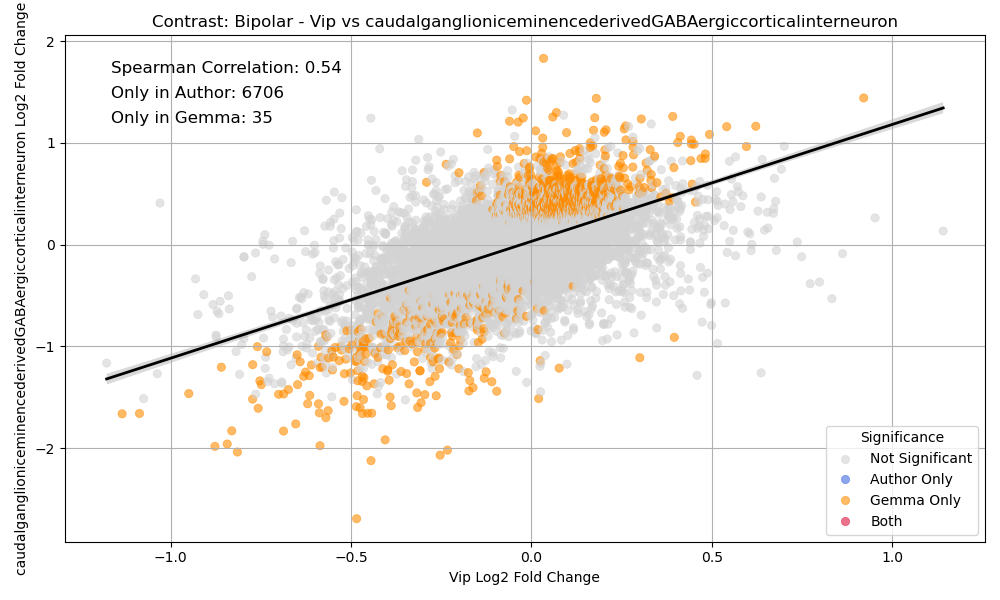 Contrast: Bipolar - Vip vs caudalganglioniceminencederivedGABAergiccorticalinterneuron
caudalganglioniceminencederivedGABAergiccorticalinterneuron Log2 Fold Change
2
1
0
−1
−2
Spearman Correlation: 0.54
Only in Author: 6706
Only in Gemma: 35
Significance
Not Significant
Author Only
Gemma Only
Both
−1.0
−0.5
0.0
0.5
1.0
Vip Log2 Fold Change